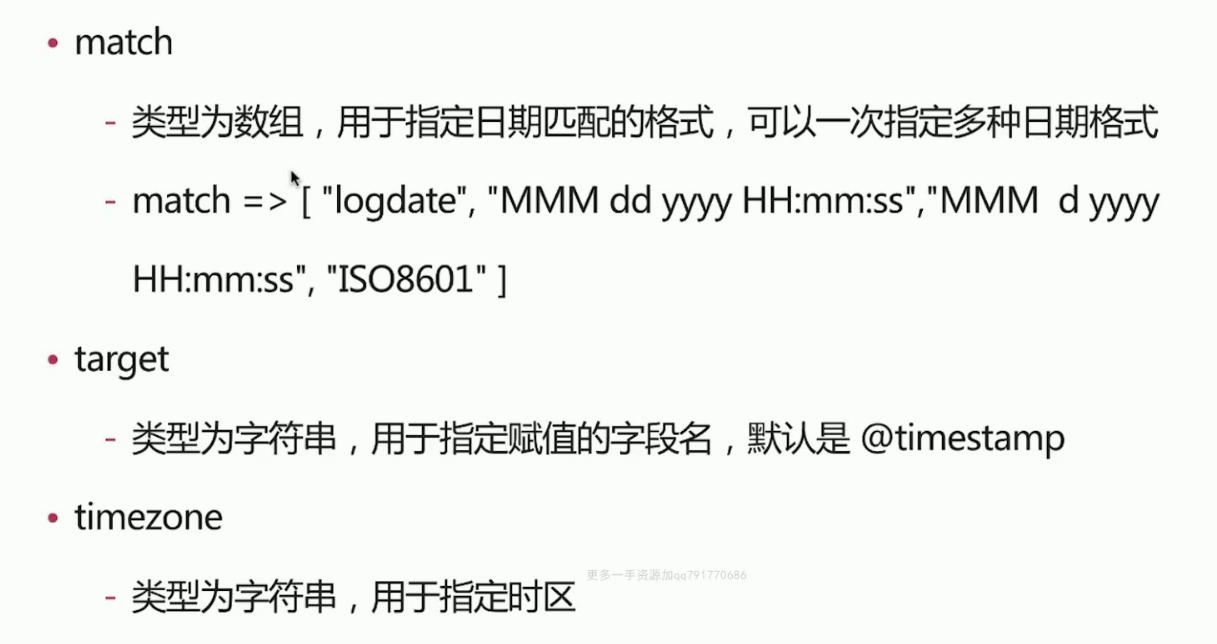 • match
- 类型为数组，用于指定日期匹配的格式，可以一次指定多种日期格式
- match => [ "logdate", "MMM dd yyyy HH:mm:ss","MMM  d yyyy
HH:mm:ss", "ISO8601" ]
• target
- 类型为字符串，用于指定赋值的字段名，默认是 @timestamp
• timezone
更多一手资源加qq791770686
- 类型为字符串，用于指定时区